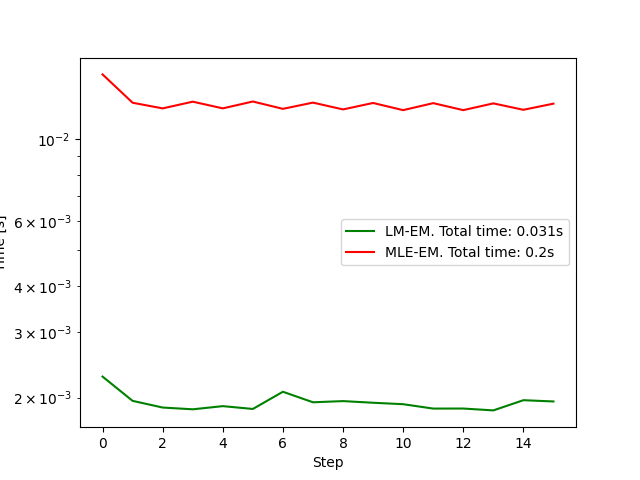 10⁻²
6 × 10⁻³
4 × 10⁻³
3 × 10⁻³
2 × 10⁻³
Time [s]
LM-EM. Total time: 0.031s
MLE-EM. Total time: 0.2s
0 2 4 6 8 10 12 14
Step